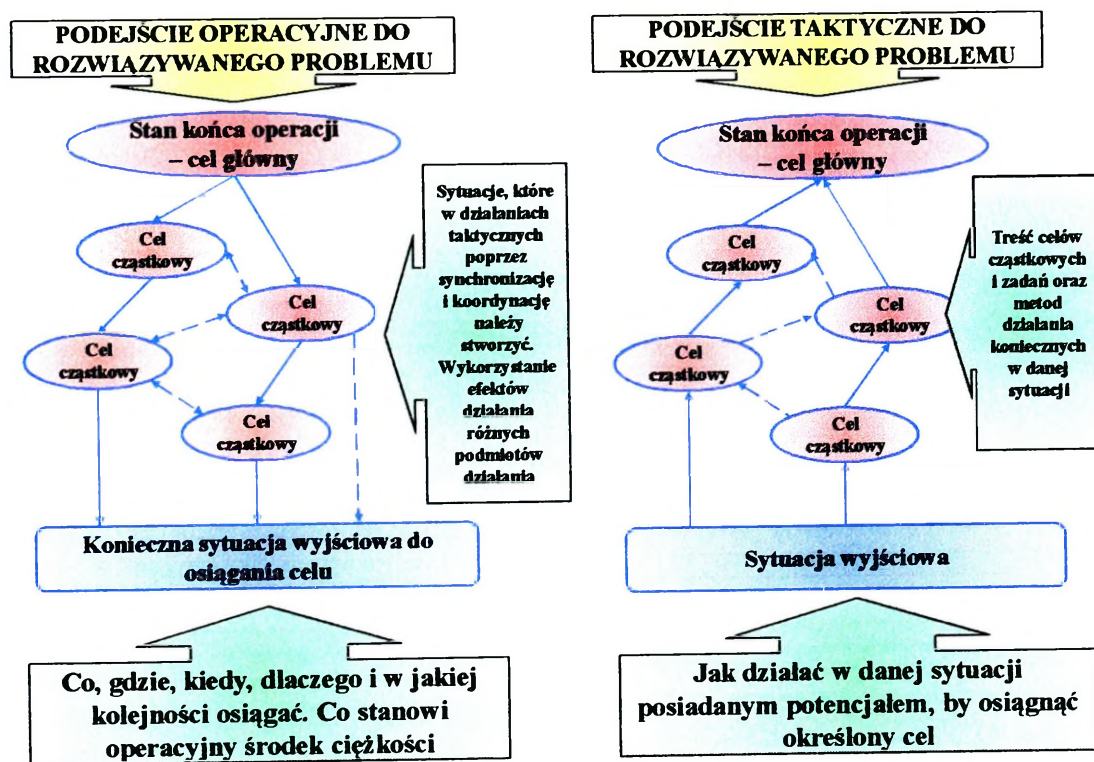 PODEJŚCIE OPERACYJNE DO
ROZWIĄZYWANEGO PROBLEMU
Stan końca operacji
– cel główny
Cel
cząstkowy
Cel
cząstkowy
Cel
cząstkowy
Cel
cząstkowy
Sytuacje, które
w działaniach
taktycznych
poprzez
synchronizację
i koordynację
należy
stworzyć.
Wykorzystanie
efektów
działania
różnych
podmiotów
działania
Konieczna sytuacja wyjściowa do
osiągania celu
Co, gdzie, kiedy, dlaczego i w jakiej
kolejności osiągać. Co stanowi
operacyjny środek ciężkości
PODEJŚCIE TAKTYCZNE DO
ROZWIĄZYWANEGO PROBLEMU
Stan końca operacji
– cel główny
Cel
cząstkowy
Cel
cząstkowy
Cel
cząstkowy
Cel
cząstkowy
Treść celów
cząstkowych
i zadań oraz
metod
działania
koniecznych
w danej
sytuacji
Sytuacja wyjściowa
Jak działać w danej sytuacji
posiadanym potencjałem, by osiągnąć
określony cel